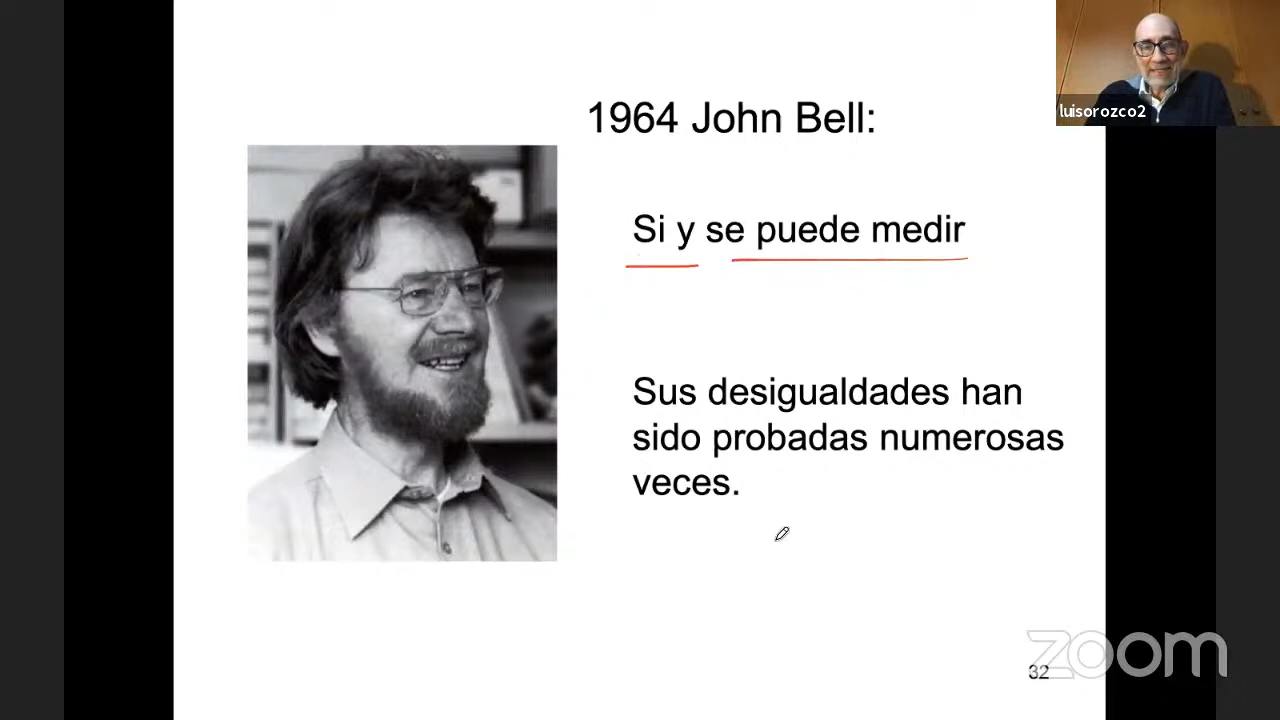 luisorozco2
1964 John Bell:
Si y se puede medir
Sus desigualdades han
sido probadas numerosas
veces.
zoom
32